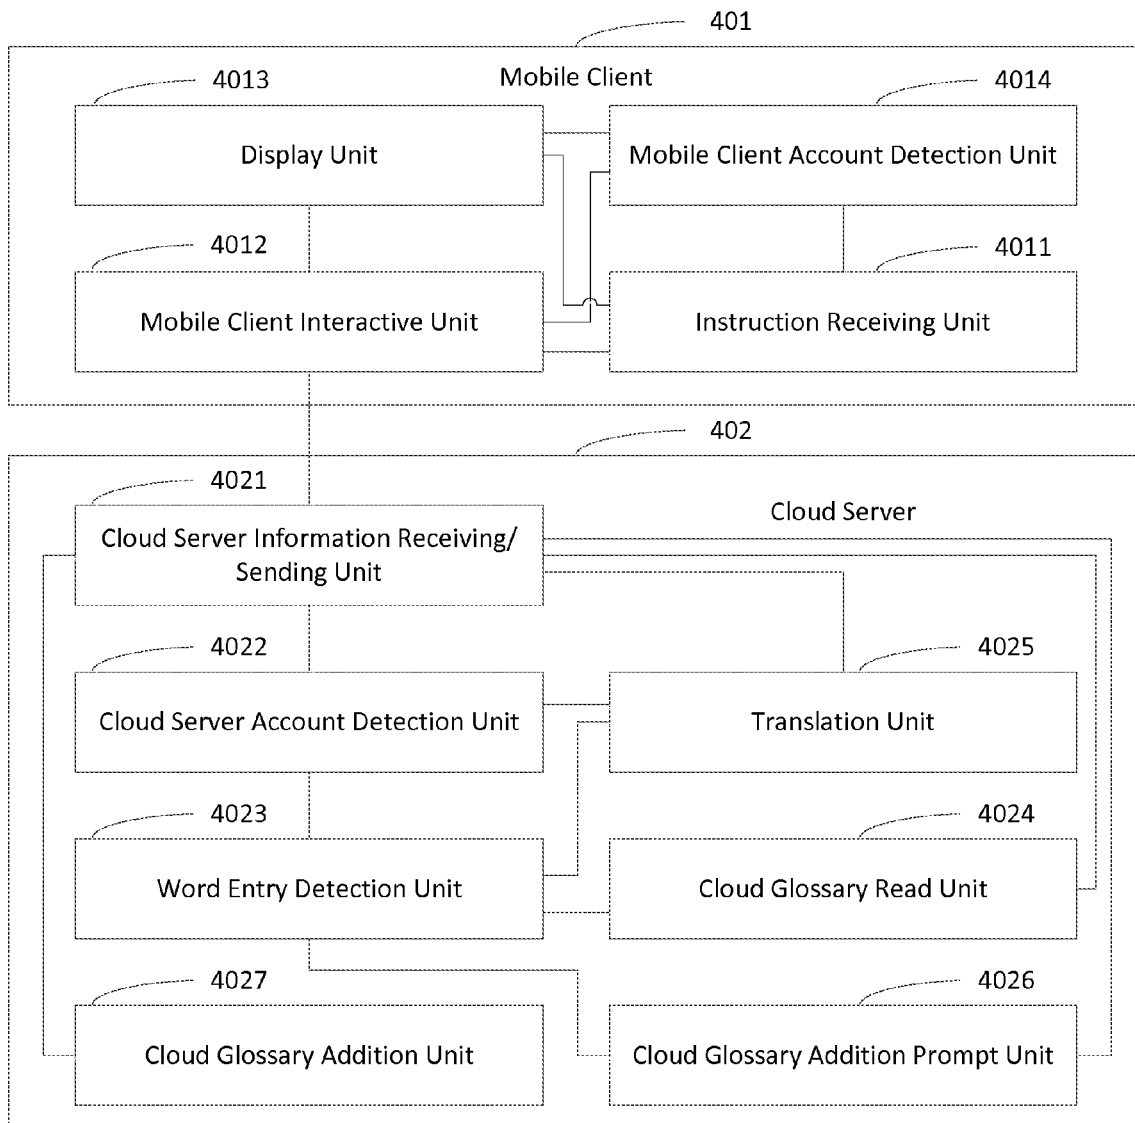 401
Mobile Client
4013
4014
Display Unit
Mobile Client Account Detection Unit
4012
4011
Mobile Client Interactive Unit
Instruction Receiving Unit
402
4021
Cloud Server
Cloud Server Information Receiving/
Sending Unit
4022
4025
Cloud Server Account Detection Unit
Translation Unit
4023
4024
Word Entry Detection Unit
Cloud Glossary Read Unit
4027
4026
Cloud Glossary Addition Unit
Cloud Glossary Addition Prompt Unit